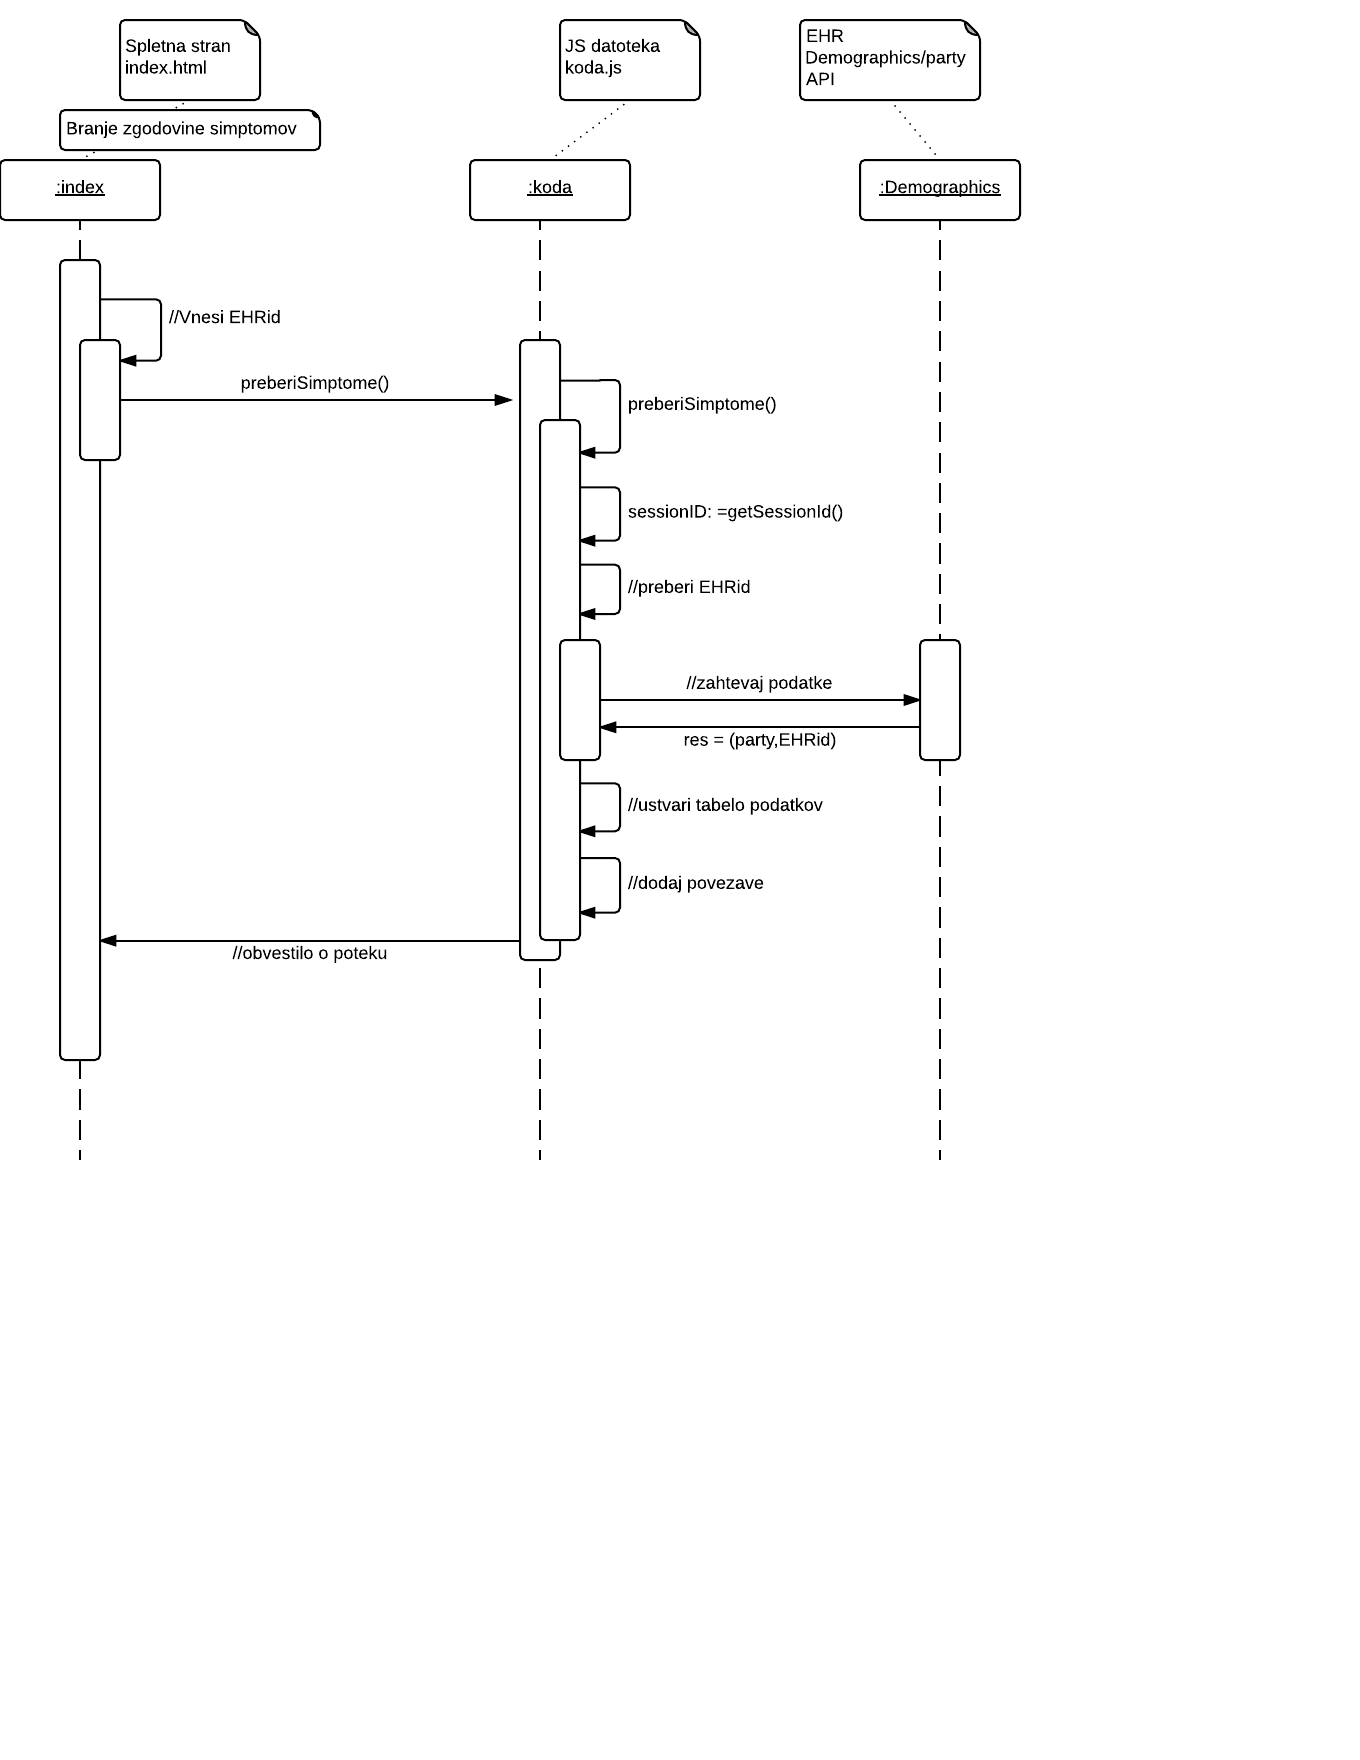 Spletna stran
index.html
JS datoteka
koda.js
EHR
Demographics/party
API
Branje zgodovine simptomov
:index
:koda
:Demographics
//Vnesi EHRid
preberiSimptome()
preberiSimptome()
sessionID: =getSessionId()
//preberi EHRid
//zahtevaj podatke
res = (party,EHRid)
//ustvari tabelo podatkov
//dodaj povezave
//obvestilo o poteku